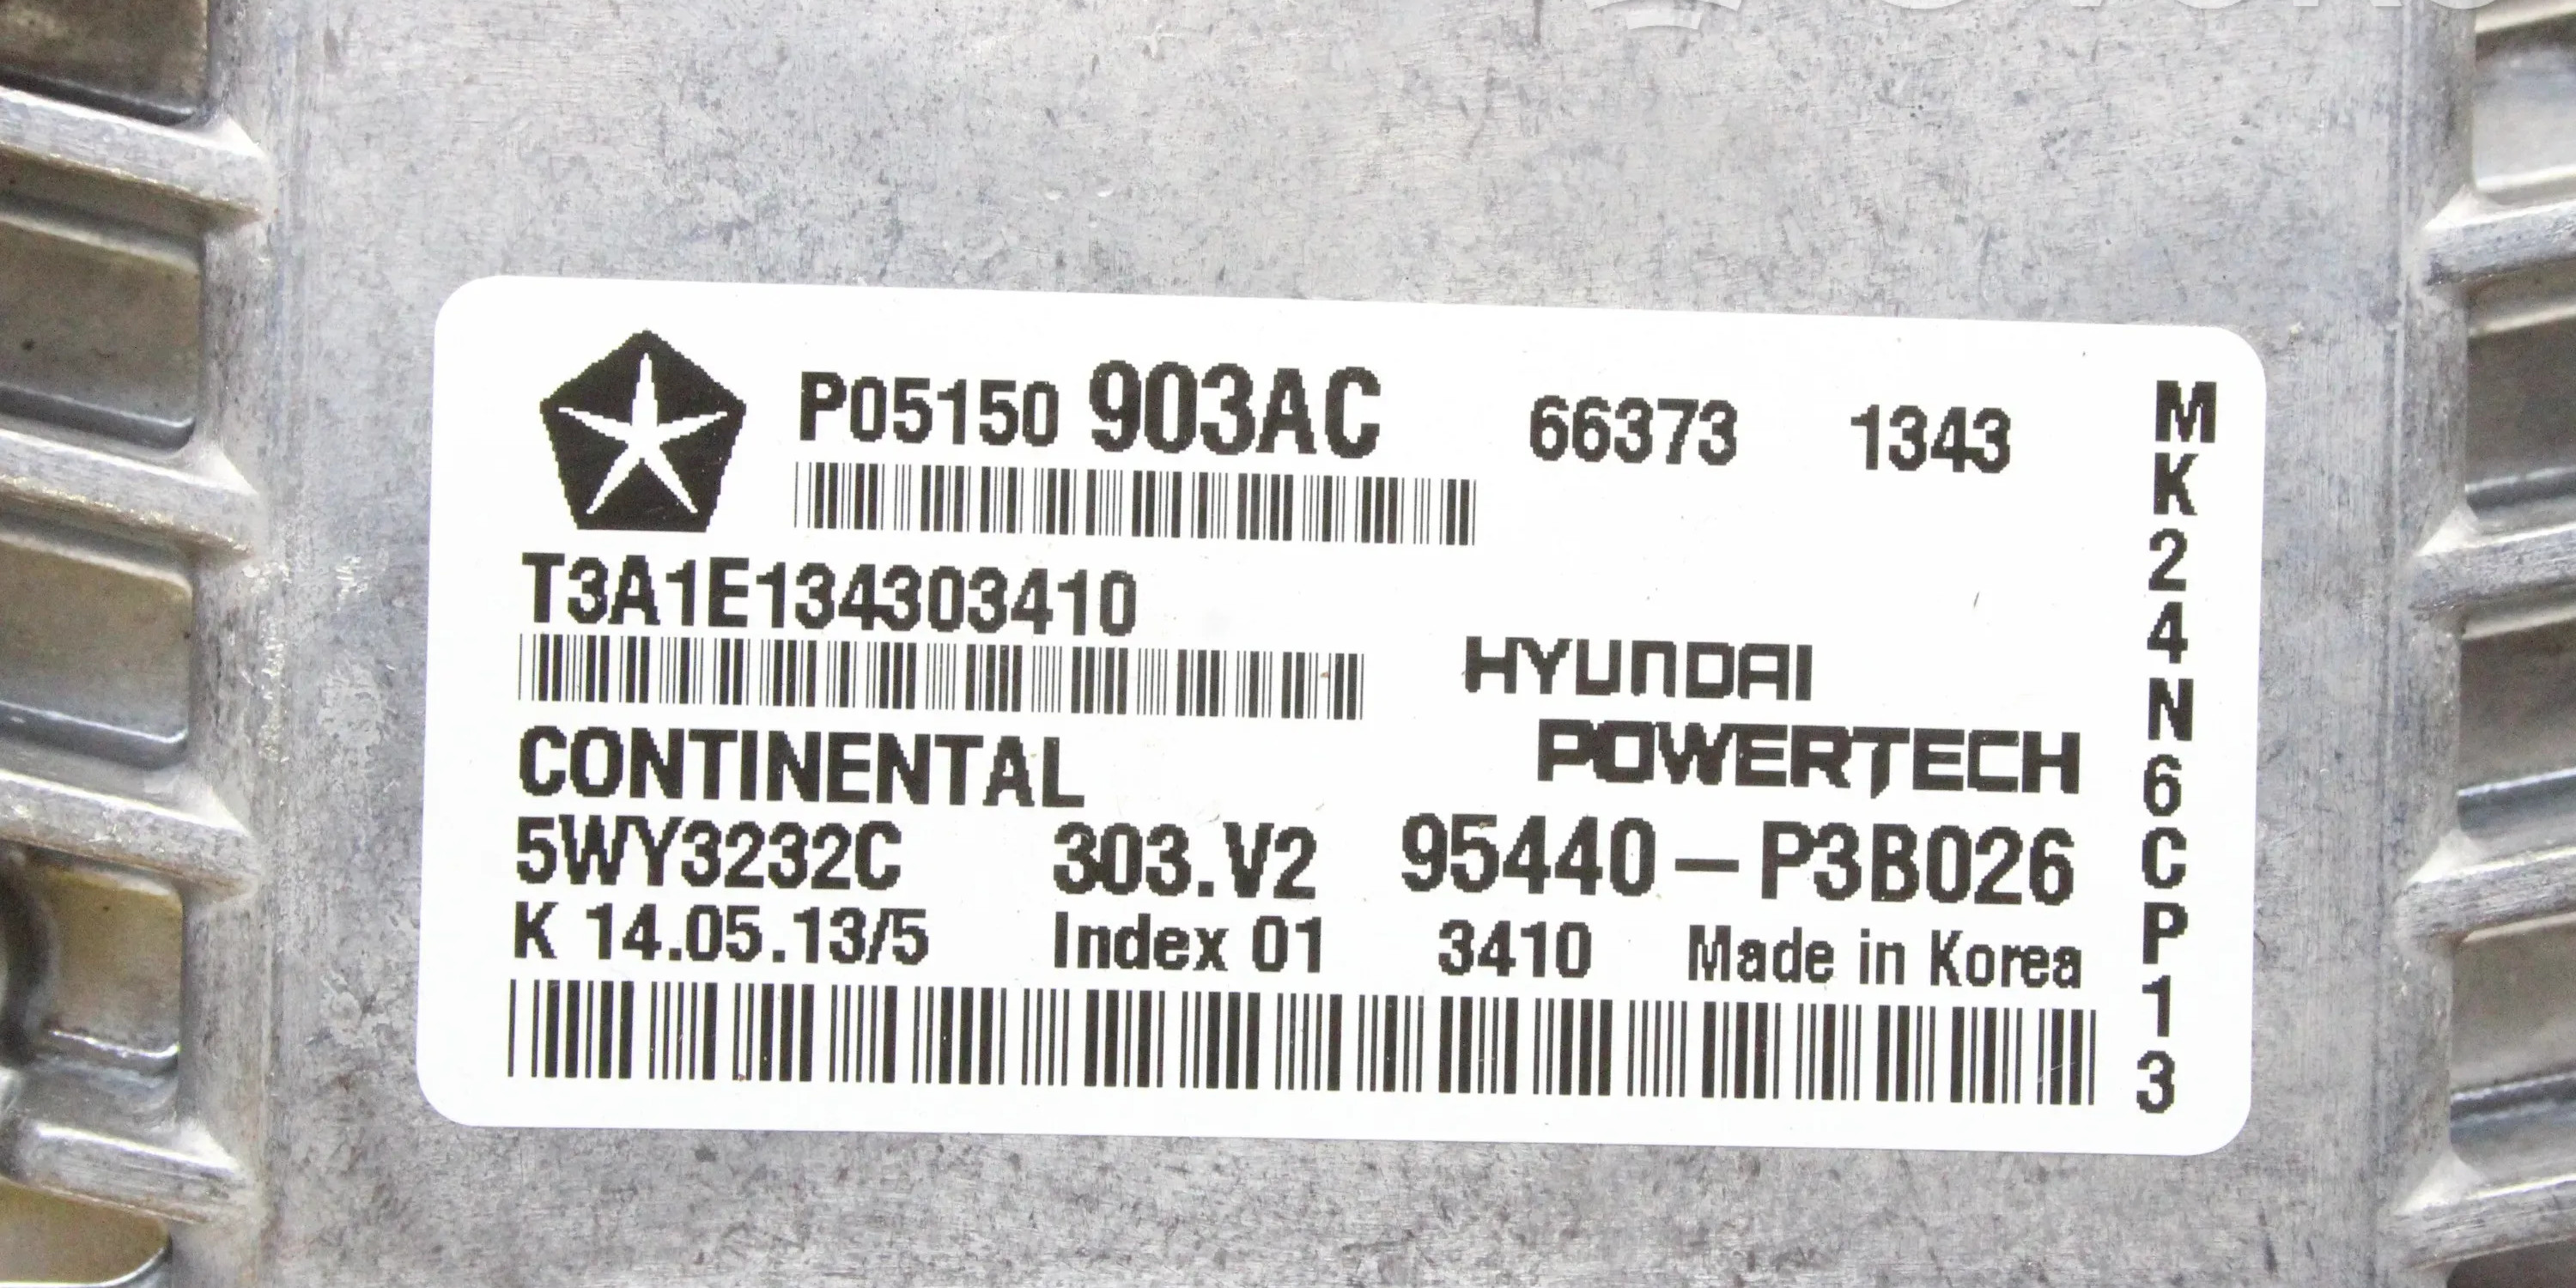 P05150 903AC 66373 1343
T3A1E134303410
HYUNDAI
POWERTECH
CONTINENTAL
5WY3232C 303.V2 95440-P3B026
K 14.05.13/5 Index 01 3410 Made in Korea
MK24N6CP13